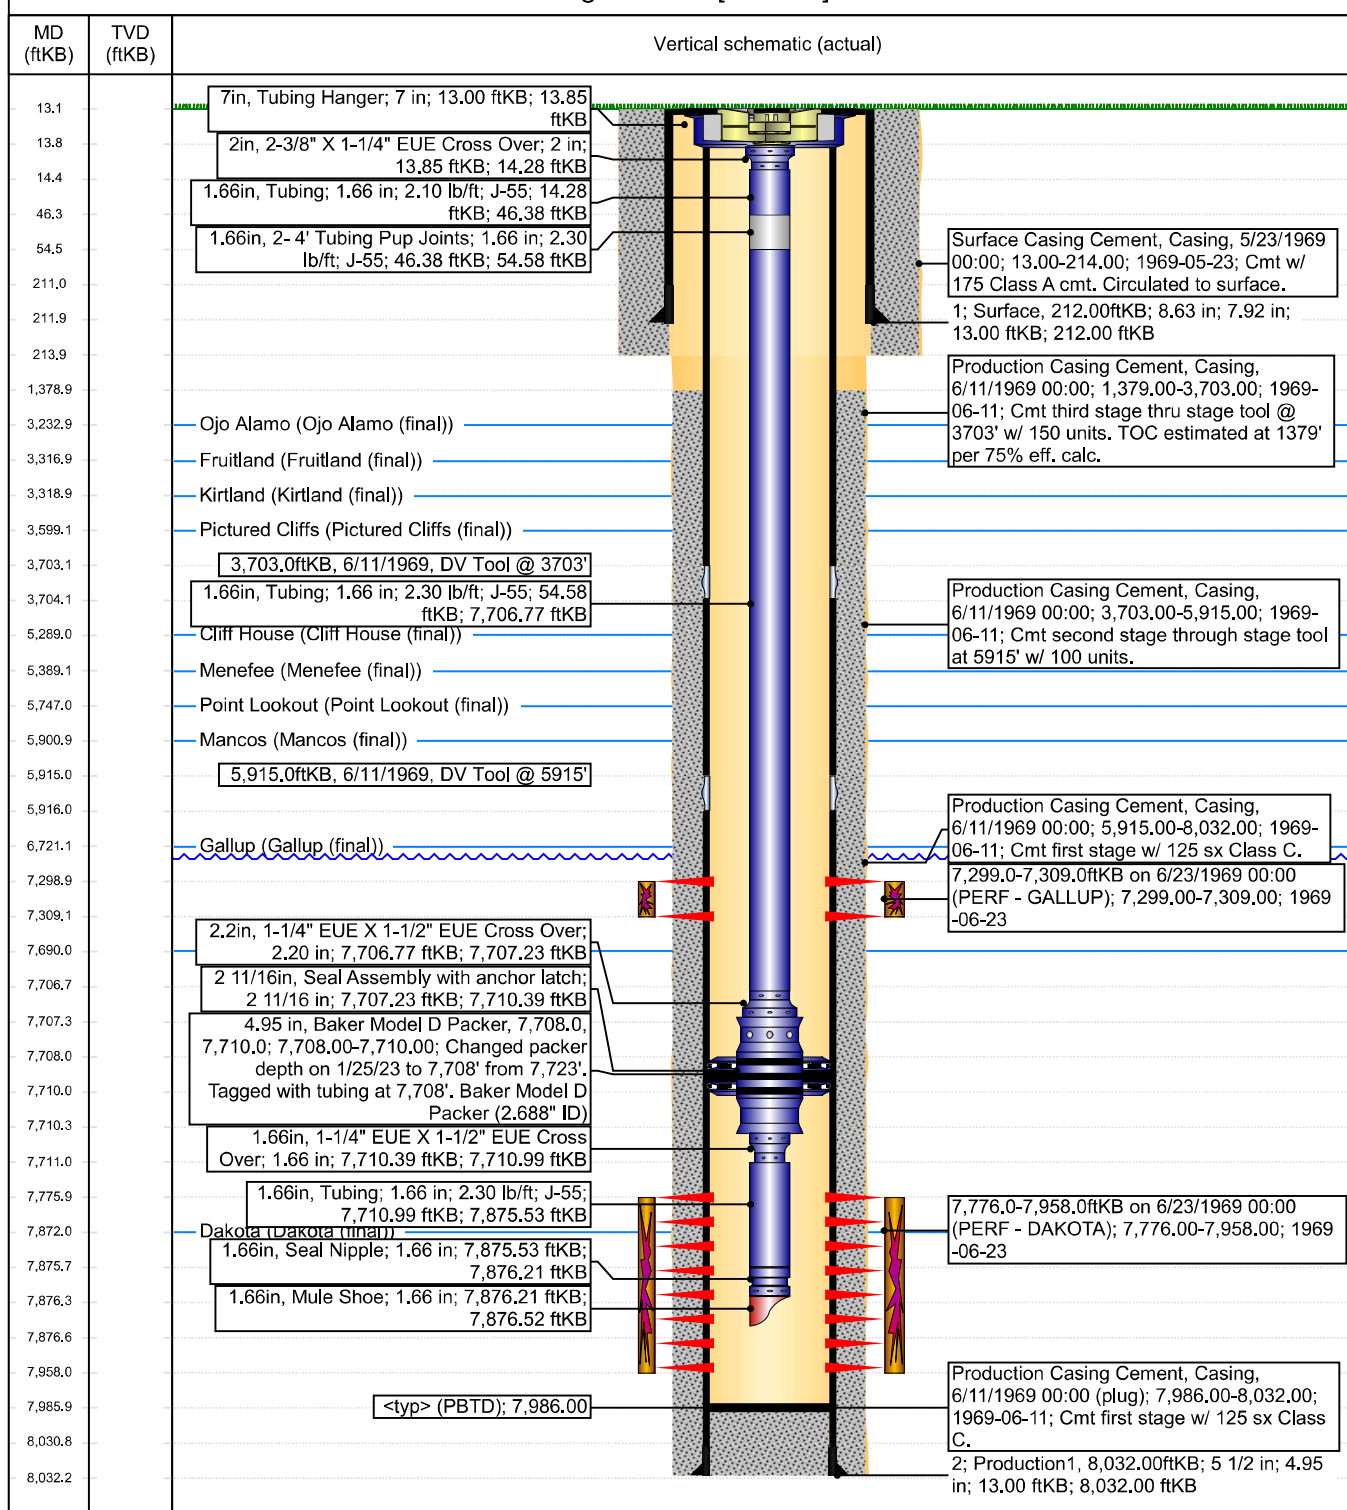 MD
(ftKB)
TVD
(ftKB)
Vertical schematic (actual)
13.1
13.8
14.4
46.3
54.5
211.0
211.9
213.9
1,378.9
3,232.9
3,316.9
3,318.9
3,599.1
3,703.1
3,704.1
5,289.0
5,389.1
5,747.0
5,900.9
5,915.0
5,916.0
6,721.1
7,298.9
7,309.1
7,690.0
7,706.7
7,707.3
7,708.0
7,710.0
7,710.3
7,711.0
7,775.9
7,872.0
7,875.7
7,876.3
7,876.6
7,958.0
7,985.9
8,030.8
8,032.2
7in, Tubing Hanger; 7 in; 13.00 ftKB; 13.85
ftKB
2in, 2-3/8" X 1-1/4" EUE Cross Over; 2 in;
13.85 ftKB; 14.28 ftKB
1.66in, Tubing; 1.66 in; 2.10 lb/ft; J-55; 14.28
ftKB; 46.38 ftKB
1.66in, 2- 4' Tubing Pup Joints; 1.66 in; 2.30
lb/ft; J-55; 46.38 ftKB; 54.58 ftKB
Ojo Alamo (Ojo Alamo (final))
Fruitland (Fruitland (final))
Kirtland (Kirtland (final))
Pictured Cliffs (Pictured Cliffs (final))
3,703.0ftKB, 6/11/1969, DV Tool @ 3703'
1.66in, Tubing; 1.66 in; 2.30 lb/ft; J-55; 54.58
ftKB; 7,706.77 ftKB
Cliff House (Cliff House (final))
Menefee (Menefee (final))
Point Lookout (Point Lookout (final))
Mancos (Mancos (final))
5,915.0ftKB, 6/11/1969, DV Tool @ 5915'
Gallup (Gallup (final))
2.2in, 1-1/4" EUE X 1-1/2" EUE Cross Over;
2.20 in; 7,706.77 ftKB; 7,707.23 ftKB
2 11/16in, Seal Assembly with anchor latch;
2 11/16 in; 7,707.23 ftKB; 7,710.39 ftKB
4.95 in, Baker Model D Packer, 7,708.0,
7,710.0; 7,708.00-7,710.00; Changed packer
depth on 1/25/23 to 7,708' from 7,723'.
Tagged with tubing at 7,708'. Baker Model D
Packer (2.688" ID)
1.66in, 1-1/4" EUE X 1-1/2" EUE Cross
Over; 1.66 in; 7,710.39 ftKB; 7,710.99 ftKB
1.66in, Tubing; 1.66 in; 2.30 lb/ft; J-55;
7,710.99 ftKB; 7,875.53 ftKB
Dakota (Dakota (final))
1.66in, Seal Nipple; 1.66 in; 7,875.53 ftKB;
7,876.21 ftKB
1.66in, Mule Shoe; 1.66 in; 7,876.21 ftKB;
7,876.52 ftKB
<typ> (PBTD); 7,986.00
Surface Casing Cement, Casing, 5/23/1969
00:00; 13.00-214.00; 1969-05-23; Cmt w/
175 Class A cmt. Circulated to surface.
1; Surface, 212.00ftKB; 8.63 in; 7.92 in;
13.00 ftKB; 212.00 ftKB
Production Casing Cement, Casing,
6/11/1969 00:00; 1,379.00-3,703.00; 1969-
06-11; Cmt third stage thru stage tool @
3703' w/ 150 units. TOC estimated at 1379'
per 75% eff. calc.
Production Casing Cement, Casing,
6/11/1969 00:00; 3,703.00-5,915.00; 1969-
06-11; Cmt second stage through stage tool
at 5915' w/ 100 units.
Production Casing Cement, Casing,
6/11/1969 00:00; 5,915.00-8,032.00; 1969-
06-11; Cmt first stage w/ 125 sx Class C.
7,299.0-7,309.0ftKB on 6/23/1969 00:00
(PERF - GALLUP); 7,299.00-7,309.00; 1969
-06-23
7,776.0-7,958.0ftKB on 6/23/1969 00:00
(PERF - DAKOTA); 7,776.00-7,958.00; 1969
-06-23
Production Casing Cement, Casing,
6/11/1969 00:00 (plug); 7,986.00-8,032.00;
1969-06-11; Cmt first stage w/ 125 sx Class
C.
2; Production1, 8,032.00ftKB; 5 1/2 in; 4.95
in; 13.00 ftKB; 8,032.00 ftKB